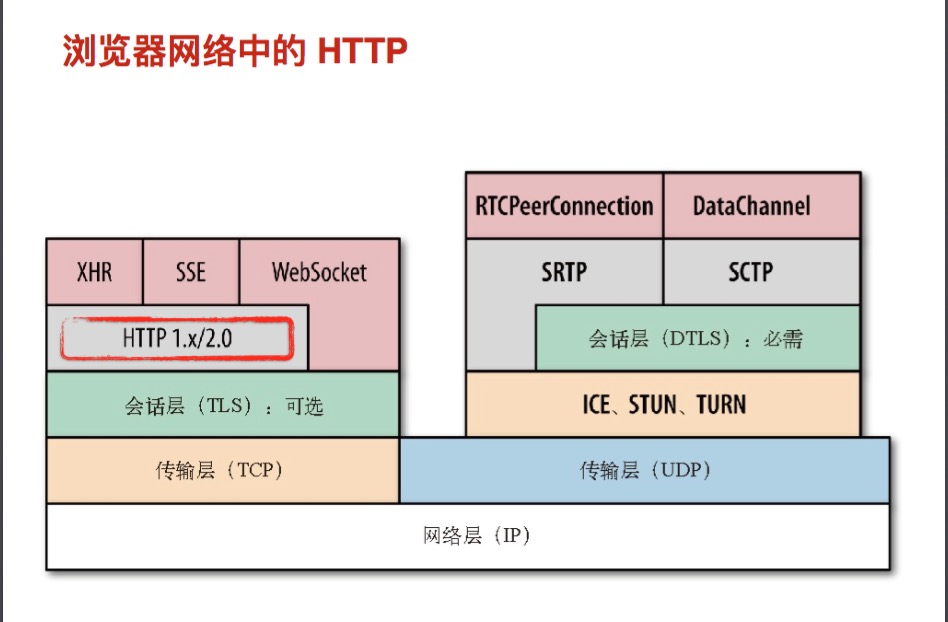 浏览器网络中的 HTTP
RTCPeerConnection
DataChannel
XHR
SSE
WebSocket
SRTP
SCTP
HTTP 1.x/2.0
会话层（DTLS）：必需
会话层（TLS）：可选
ICE、STUN、TURN
传输层（TCP）
传输层（UDP）
网络层（IP）